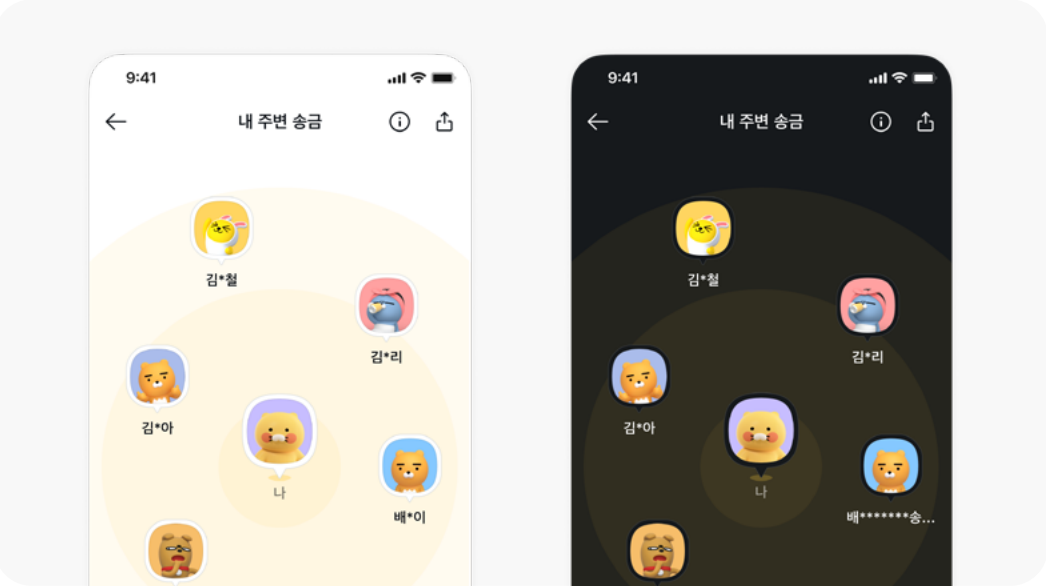 9:41
내 주변 송금
김*철
김*리
김*아
나
배*이
9:41
내 주변 송금
김*철
김*리
김*아
나
배*******송...